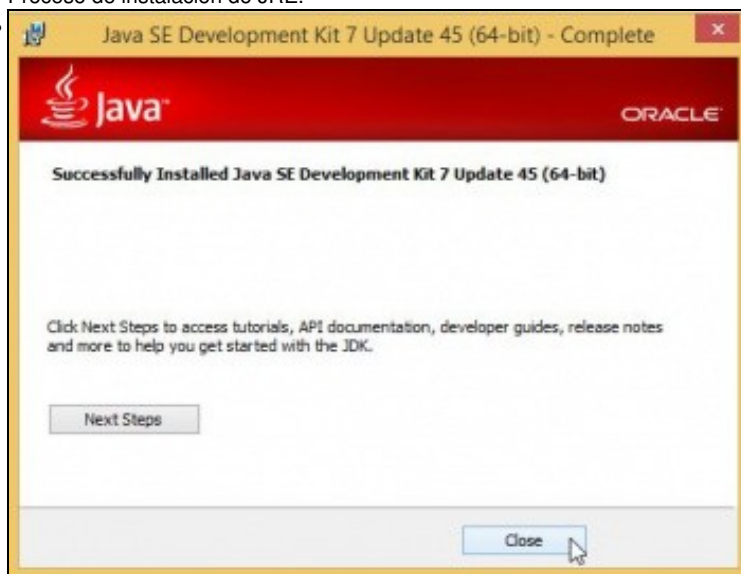 Proceso de instalación de JRE.
Java SE Development Kit 7 Update 45 (64-bit) - Complete
Java™
ORACLE
Successfully Installed Java SE Development Kit 7 Update 45 (64-bit)
Click Next Steps to access tutorials, API documentation, developer guides, release notes
and more to help you get started with the JDK.
Next Steps
Close